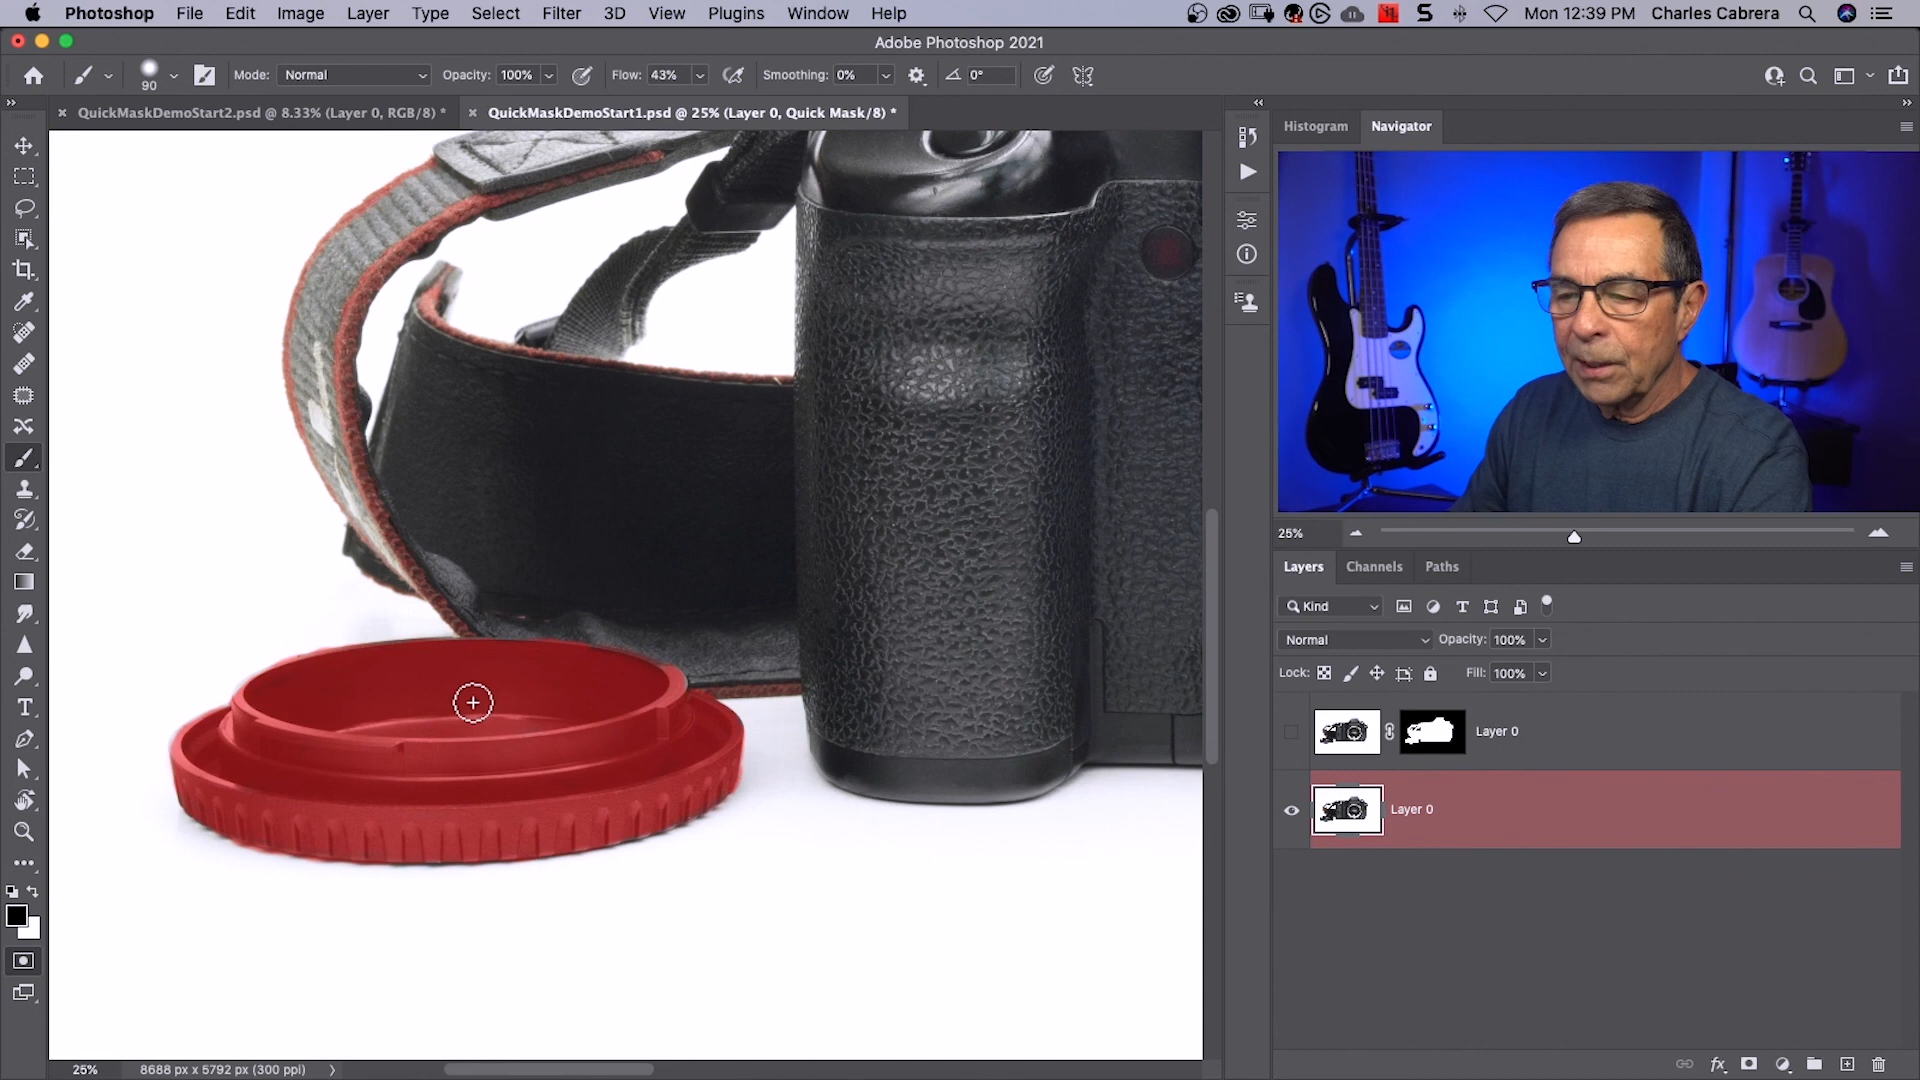 Photoshop File Edit Image Layer Type Select Filter 3D View Plugins Window Help Mon 12:39 PM Charles Cabrera
Adobe Photoshop 2021
90 Mode: Normal Opacity: 100% Flow: 43% Smoothing: 0% 0°
QuickMaskDemoStart2.psd @ 8.33% (Layer 0, RGB/8) * QuickMaskDemoStart1.psd @ 25% (Layer 0, Quick Mask/8) *
Histogram Navigator
25%
Layers Channels Paths
Kind
Normal Opacity: 100%
Lock: Fill: 100%
Layer 0
Layer 0
25% 8688 px x 5792 px (300 ppi)